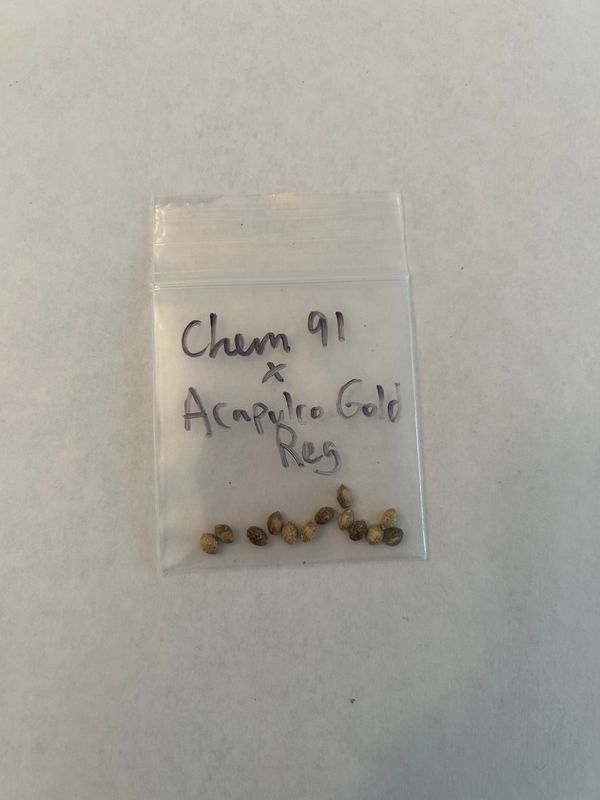 Chem 91
x
Acapulco Gold
Reg